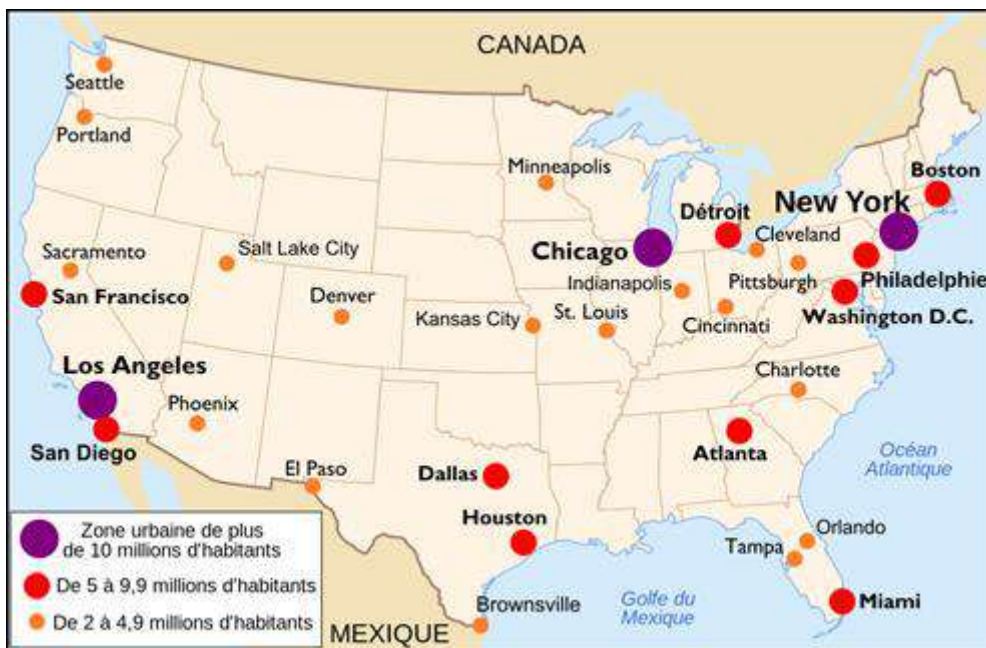 CANADA
Seattle
Portland
Minneapolis
Boston
New York
Détroit
Cleveland
Chicago
Sacramento
Salt Lake City
San Francisco
Denver
Kansas City
St. Louis
Indianapolis
Cincinnati
Pittsburgh
Philadelphie
Washington D.C.
Los Angeles
Phoenix
San Diego
Charlotte
Atlanta
Océan
Atlantique
El Paso
Dallas
Houston
Orlando
Tampa
Miami
Brownsville
Golfe du
Mexique
MEXIQUE
Zone urbaine de plus
de 10 millions d'habitants
De 5 à 9,9 millions d'habitants
De 2 à 4,9 millions d'habitants